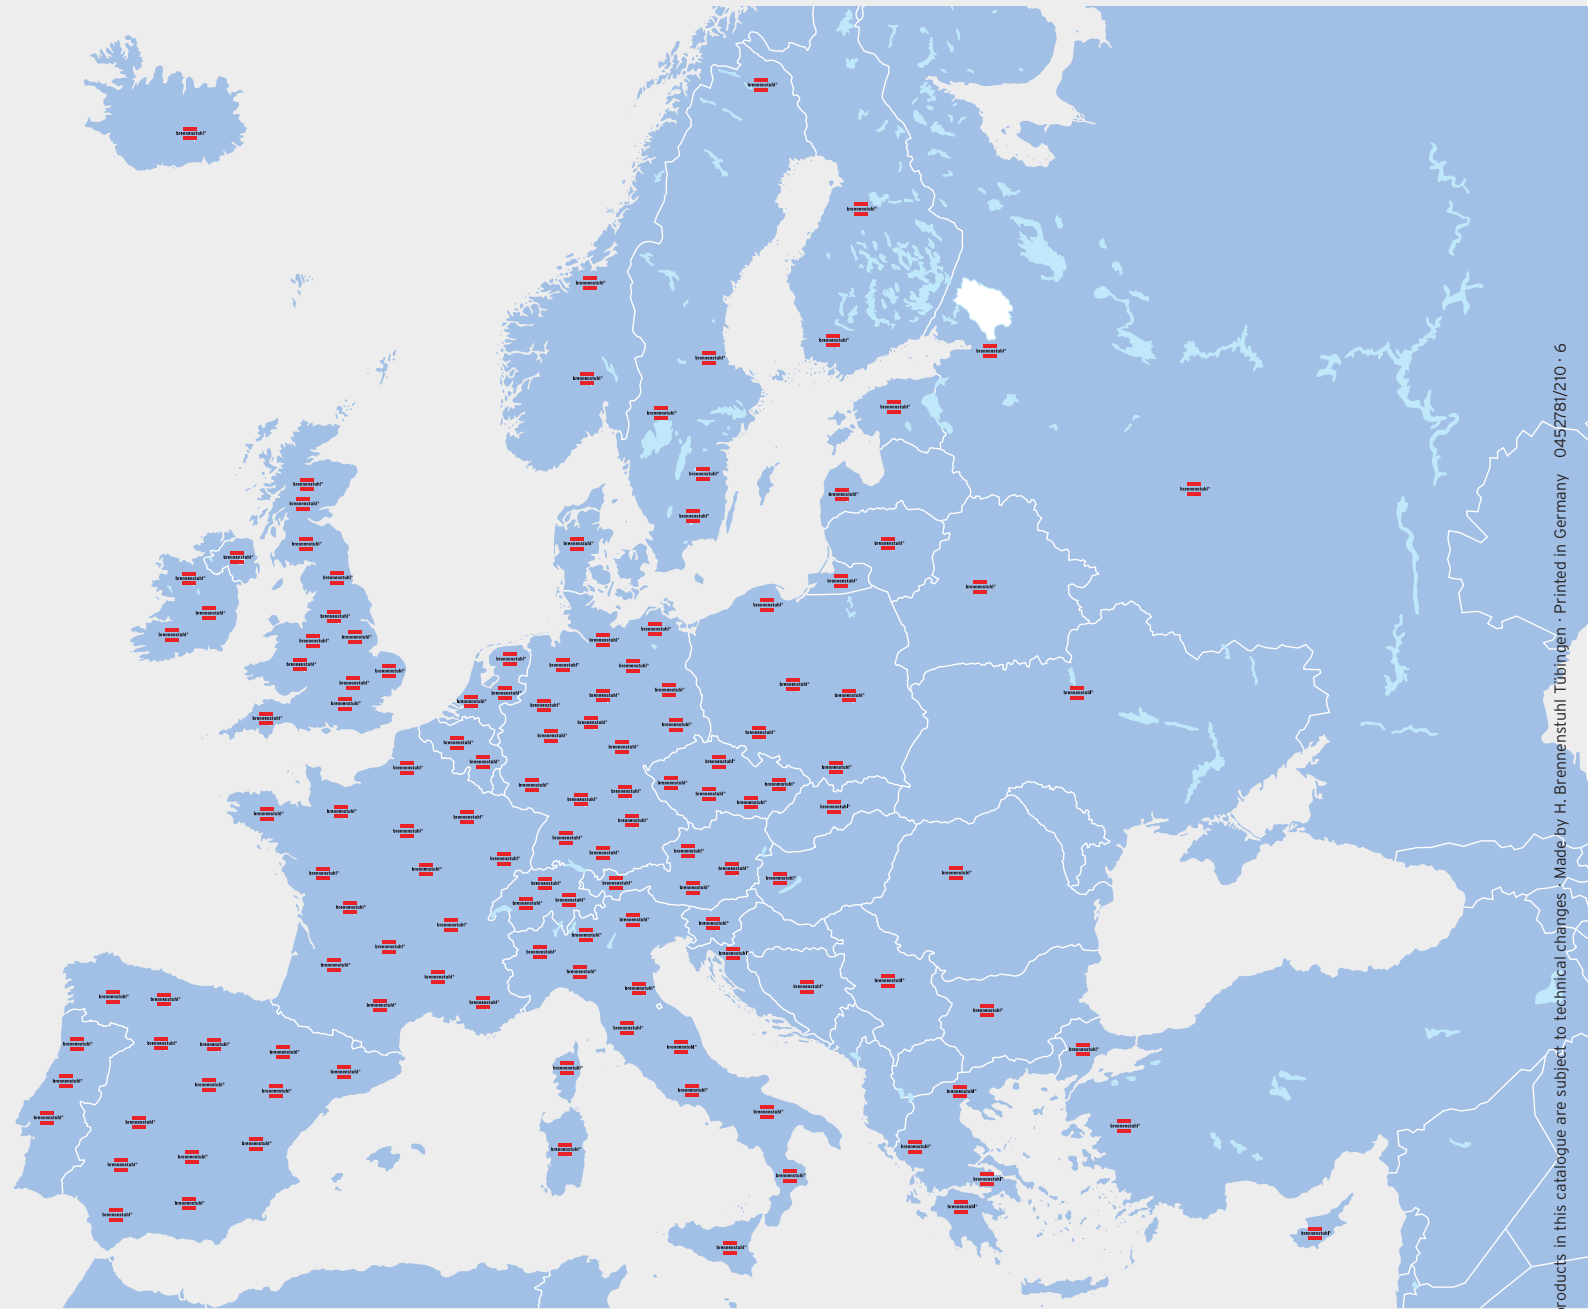 brennenstuhl®
products in this catalogue are subject to technical changes · Made by H. Brennenstuhl Tübingen · Printed in Germany 0452781/210 · 6